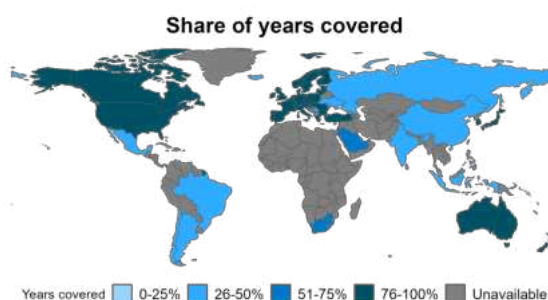 Share of years covered
Years covered 0-25% 26-50% 51-75% 76-100% Unavailable